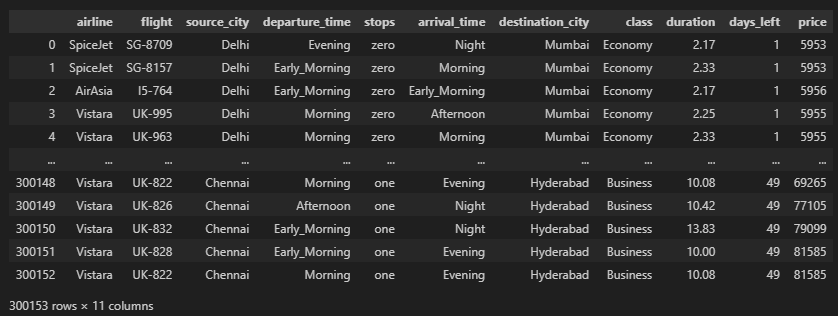 airline flight source_city departure_time stops arrival_time destination_city class duration days_left price
0 SpiceJet SG-8709 Delhi Evening zero Night Mumbai Economy 2.17 1 5953
1 SpiceJet SG-8157 Delhi Early_Morning zero Morning Mumbai Economy 2.33 1 5953
2 AirAsia I5-764 Delhi Early_Morning zero Early_Morning Mumbai Economy 2.17 1 5956
3 Vistara UK-995 Delhi Morning zero Afternoon Mumbai Economy 2.25 1 5955
4 Vistara UK-963 Delhi Morning zero Morning Mumbai Economy 2.33 1 5955
... ... ... ... ... ... ... ... ... ... ... ...
300148 Vistara UK-822 Chennai Morning one Evening Hyderabad Business 10.08 49 69265
300149 Vistara UK-826 Chennai Afternoon one Night Hyderabad Business 10.42 49 77105
300150 Vistara UK-832 Chennai Early_Morning one Night Hyderabad Business 13.83 49 79099
300151 Vistara UK-828 Chennai Early_Morning one Evening Hyderabad Business 10.00 49 81585
300152 Vistara UK-822 Chennai Morning one Evening Hyderabad Business 10.08 49 81585
300153 rows × 11 columns